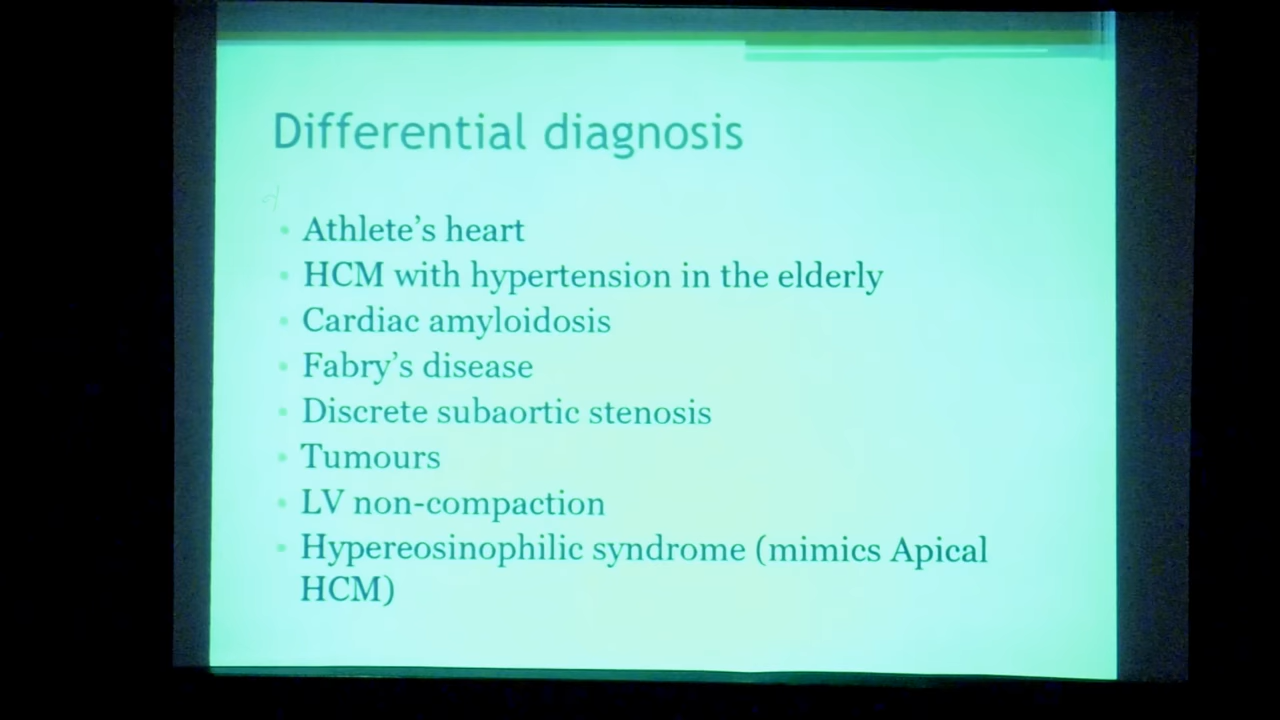 Differential diagnosis
• Athlete’s heart
• HCM with hypertension in the elderly
• Cardiac amyloidosis
• Fabry’s disease
• Discrete subaortic stenosis
• Tumours
• LV non-compaction
• Hypereosinophilic syndrome (mimics Apical
HCM)